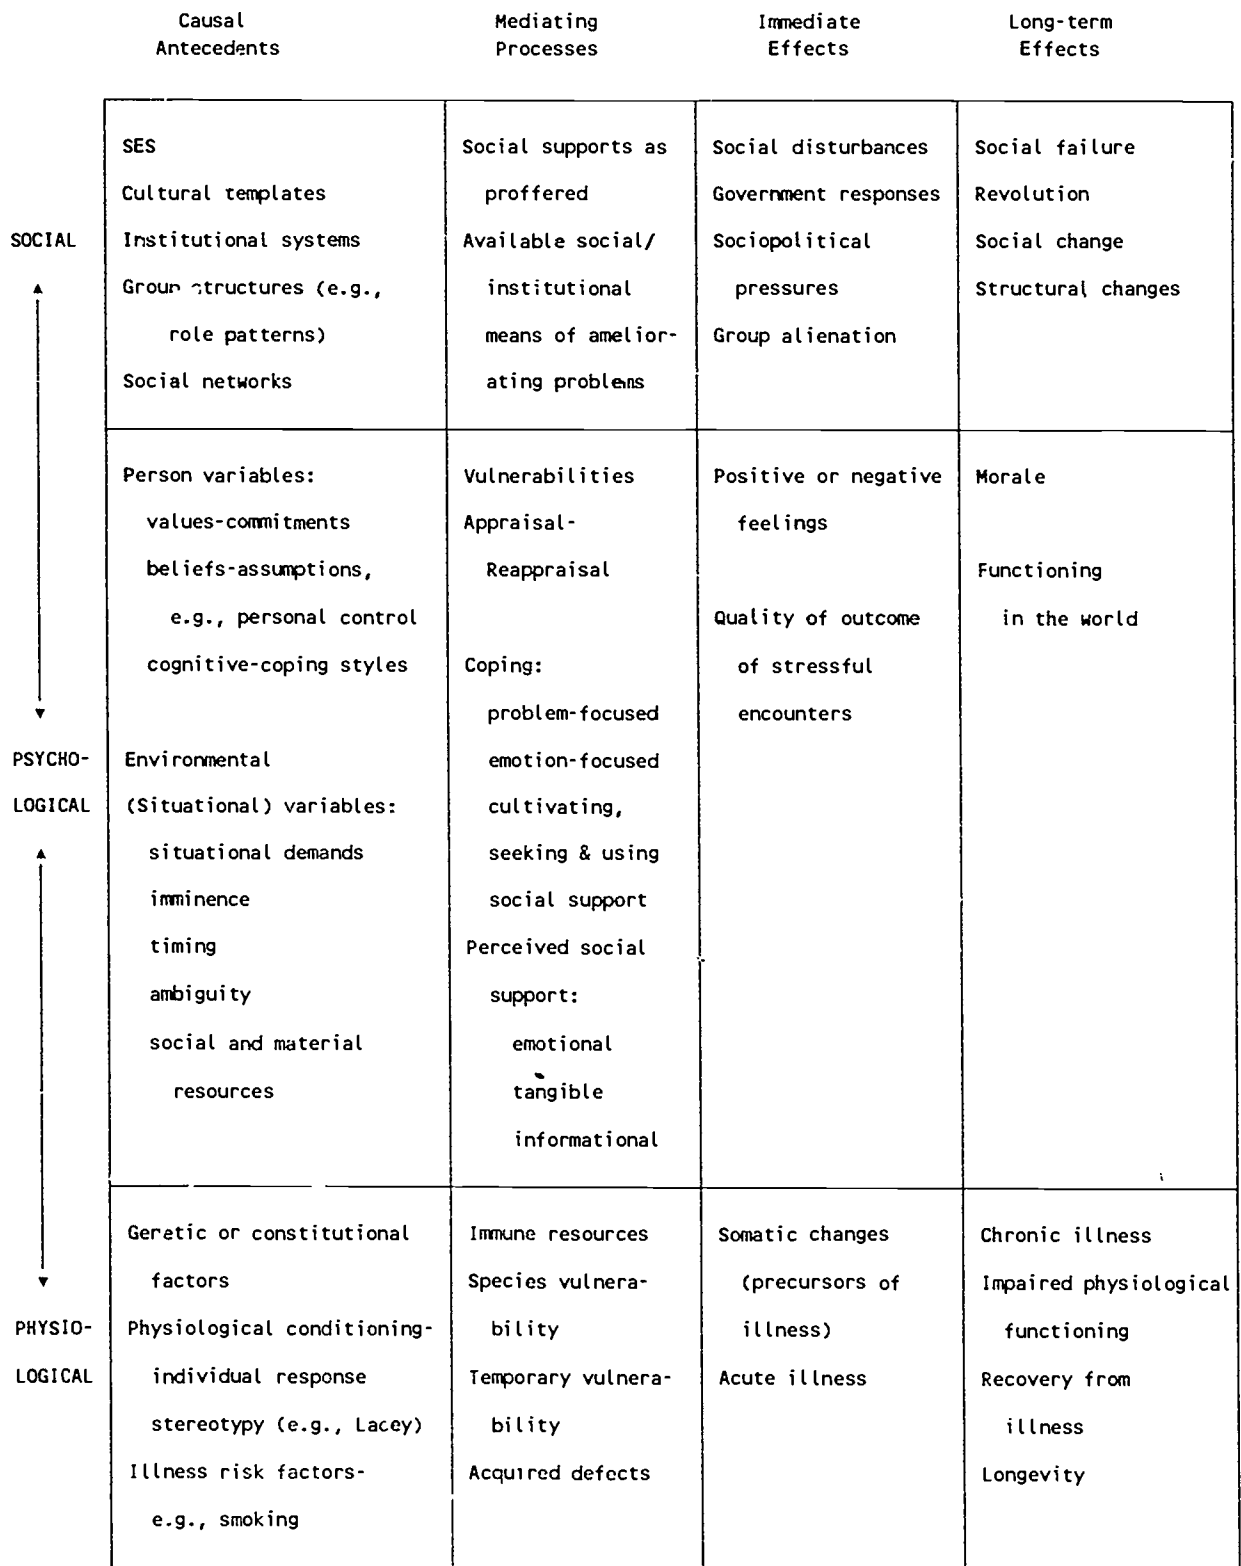 Causal Antecedents
Mediating Processes
Immediate Effects
Long-term Effects
SOCIAL
SES
Cultural templates
Institutional systems
Group structures (e.g.,
role patterns)
Social networks
Social supports as
proffered
Available social/
institutional
means of amelior-
ating problems
Social disturbances
Government responses
Sociopolitical
pressures
Group alienation
Social failure
Revolution
Social change
Structural changes
PSYCHO-
LOGICAL
Person variables:
values-commitments
beliefs-assumptions,
e.g., personal control
cognitive-coping styles
Environmental
(Situational) variables:
situational demands
imminence
timing
ambiguity
social and material
resources
Vulnerabilities
Appraisal-
Reappraisal
Coping:
problem-focused
emotion-focused
cultivating,
seeking & using
social support
Perceived social
support:
emotional
tangible
informational
Positive or negative
feelings
Quality of outcome
of stressful
encounters
Morale
Functioning
in the world
PHYSIO-
LOGICAL
Genetic or constitutional
factors
Physiological conditioning-
individual response
stereotypy (e.g., Lacey)
Illness risk factors-
e.g., smoking
Immune resources
Species vulnera-
bility
Temporary vulnera-
bility
Acquired defects
Somatic changes
(precursors of
illness)
Acute illness
Chronic illness
Impaired physiological
functioning
Recovery from
illness
Longevity